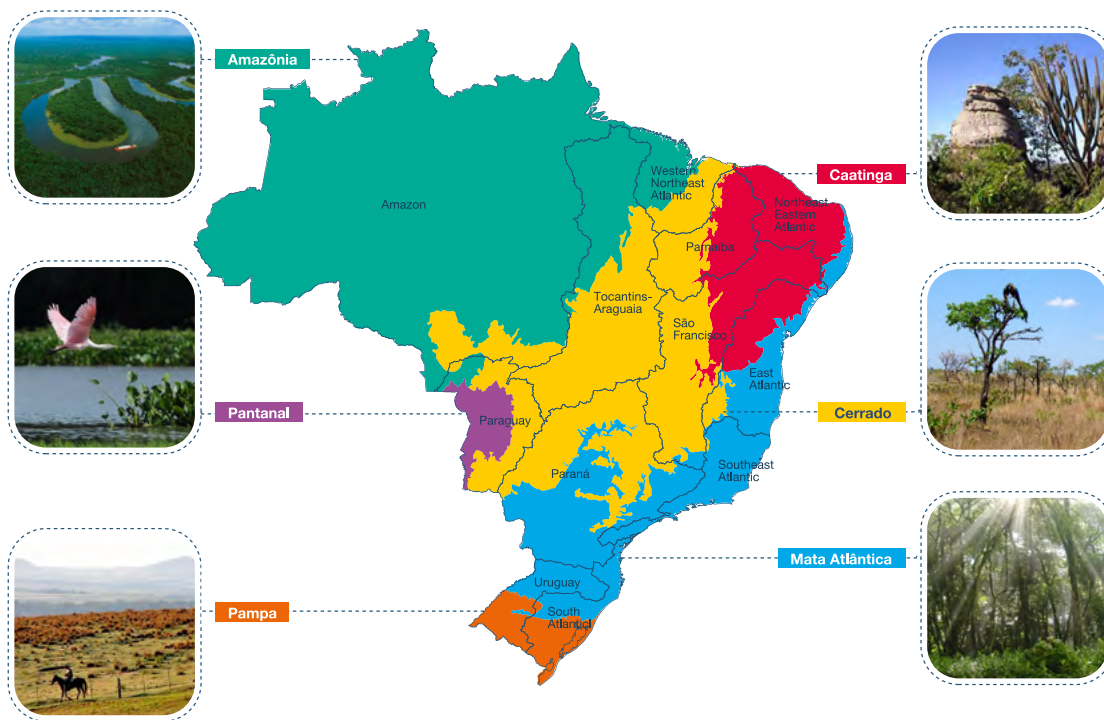 Amazônia
Western
Northeast
Atlantic
Caatinga
Amazon
Northeast
Eastern
Atlantic
Parnaíba
Tocantins-
Araguaia
São
Francisco
East
Atlantic
Pantanal
Paraguay
Cerrado
Southeast
Atlantic
Paraná
Mata Atlântica
Uruguay
Pampa
South
Atlanticl